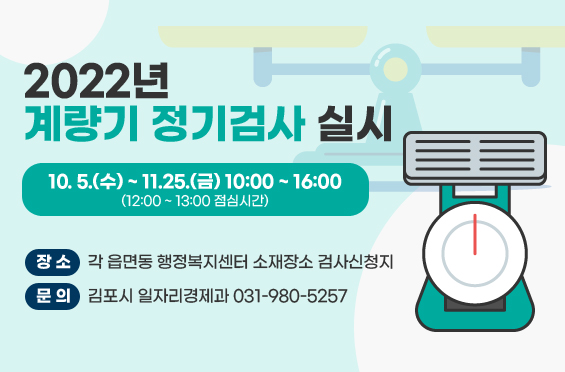 2022년
계량기 정기검사 실시
10. 5.(수) ~ 11.25.(금) 10:00 ~ 16:00
(12:00 ~ 13:00 점심시간)
장 소 각 읍면동 행정복지센터 소재장소 검사신청지
문 의 김포시 일자리경제과 031-980-5257